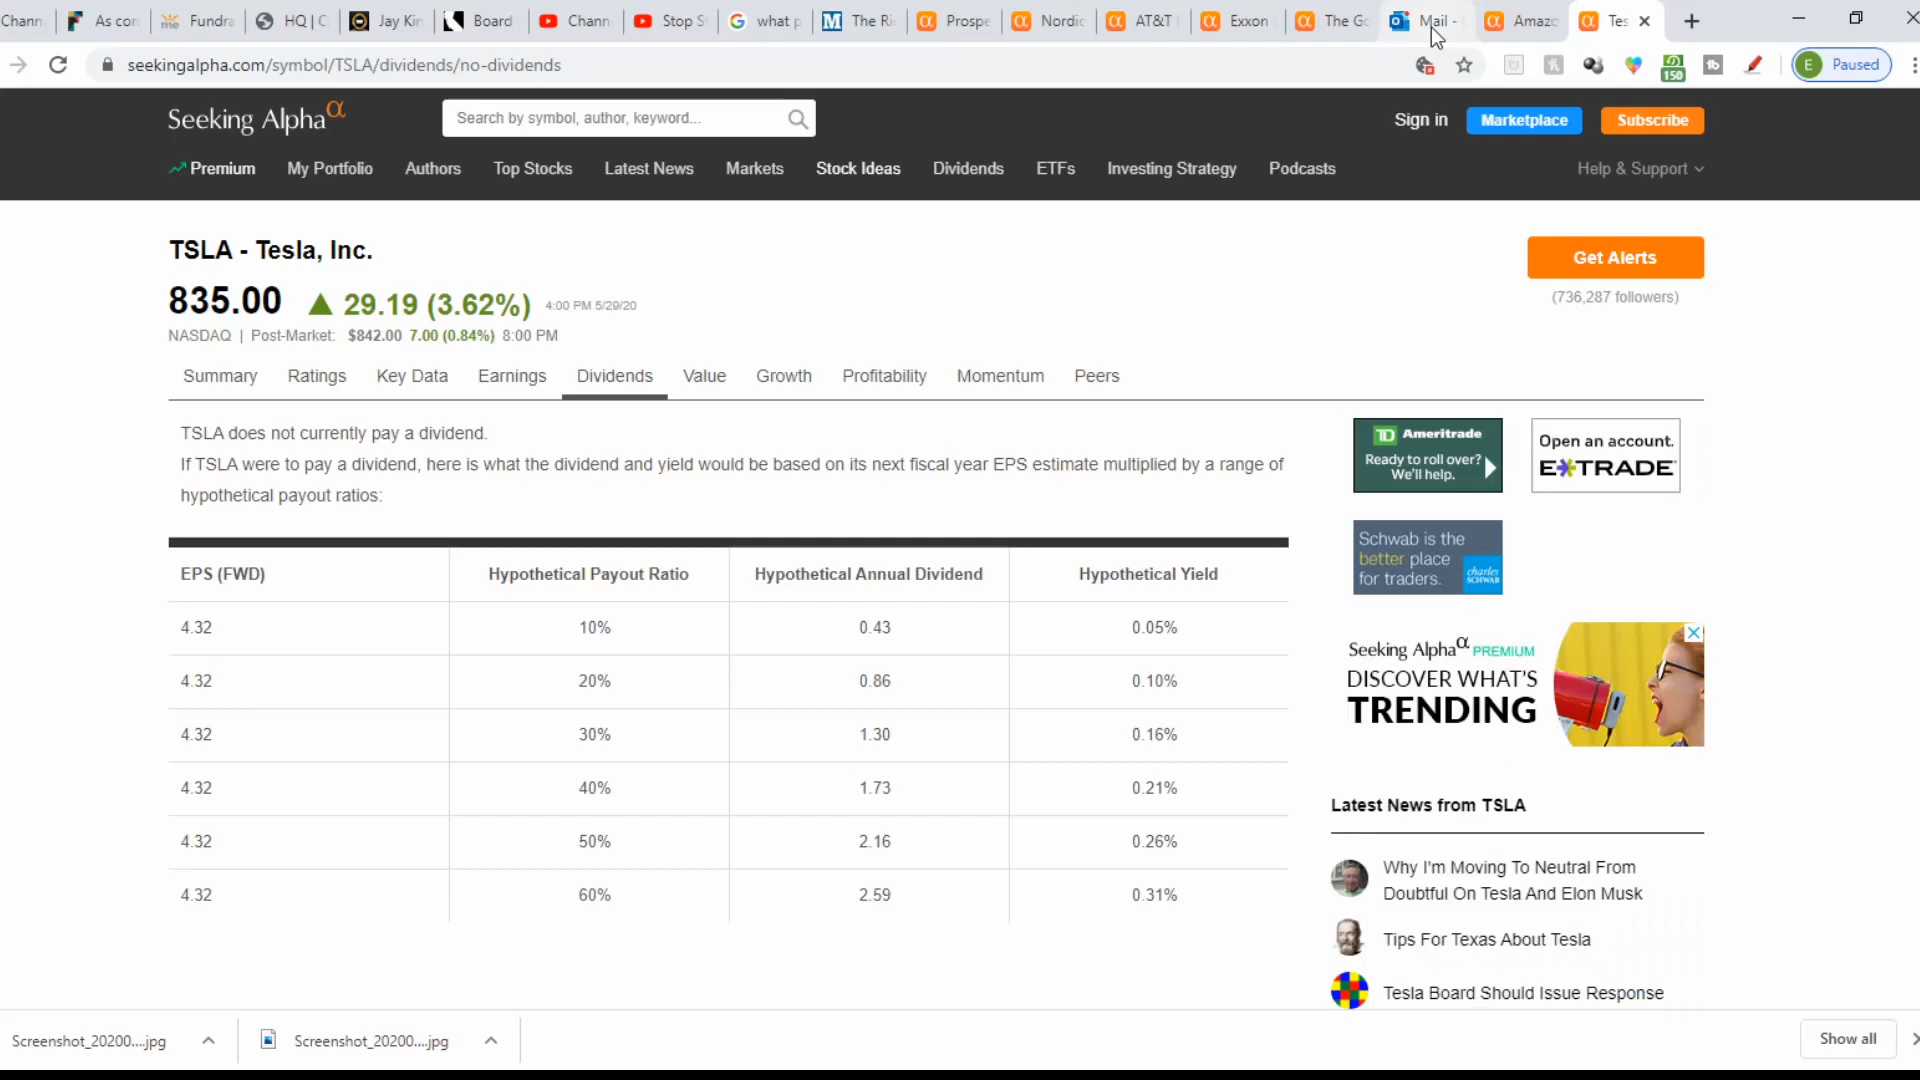 Chann
As con
Fundra
HQ | C
Jay Kin
Board
Chann
Stop S
what p
The Ri
Prospe
Nordic
AT&T
Exxon
The Go
Mail -
Amazo
Tes
seekingalpha.com/symbol/TSLA/dividends/no-dividends
150
E Paused
Seeking Alpha α
Search by symbol, author, keyword...
Sign in
Marketplace
Subscribe
Premium
My Portfolio
Authors
Top Stocks
Latest News
Markets
Stock Ideas
Dividends
ETFs
Investing Strategy
Podcasts
Help & Support
TSLA - Tesla, Inc.
Get Alerts
835.00 ▲ 29.19 (3.62%) 4:00 PM 5/29/20
(736,287 followers)
NASDAQ | Post-Market: $842.00 7.00 (0.84%) 8:00 PM
Summary
Ratings
Key Data
Earnings
Dividends
Value
Growth
Profitability
Momentum
Peers
TSLA does not currently pay a dividend.
If TSLA were to pay a dividend, here is what the dividend and yield would be based on its next fiscal year EPS estimate multiplied by a range of
hypothetical payout ratios:
EPS (FWD) Hypothetical Payout Ratio Hypothetical Annual Dividend Hypothetical Yield
4.32 10% 0.43 0.05%
4.32 20% 0.86 0.10%
4.32 30% 1.30 0.16%
4.32 40% 1.73 0.21%
4.32 50% 2.16 0.26%
4.32 60% 2.59 0.31%
TD Ameritrade
Ready to roll over?
We'll help.
Open an account.
E*TRADE
Schwab is the
better place
for traders.
charles
SCHWAB
Seeking Alpha α PREMIUM
DISCOVER WHAT'S
TRENDING
Latest News from TSLA
Why I'm Moving To Neutral From
Doubtful On Tesla And Elon Musk
Tips For Texas About Tesla
Tesla Board Should Issue Response
Screenshot_20200....jpg
Screenshot_20200....jpg
Show all